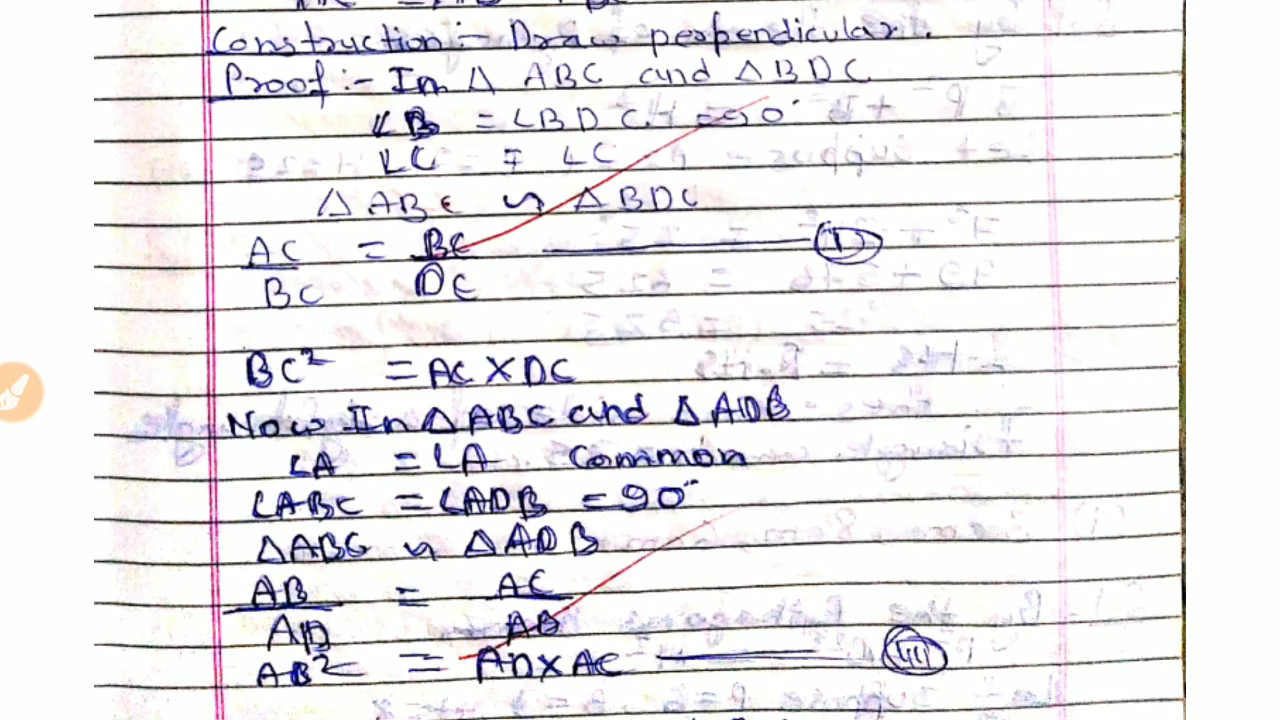 Construction :- Draw perpendicular.
Proof :- In △ ABC and △BDC
∠B = ∠BDC = 90°
∠C = ∠C
△ ABC ∼ △BDC
AC/BC = BC/DC ——— (I)
BC² = AC × DC
Now In △ ABC and △ ADB
∠A = ∠A Common
∠ABC = ∠ADB = 90°
△ABC ∼ △ADB
AB/AD = AC/AB
AB² = AD × AC ——— (III)